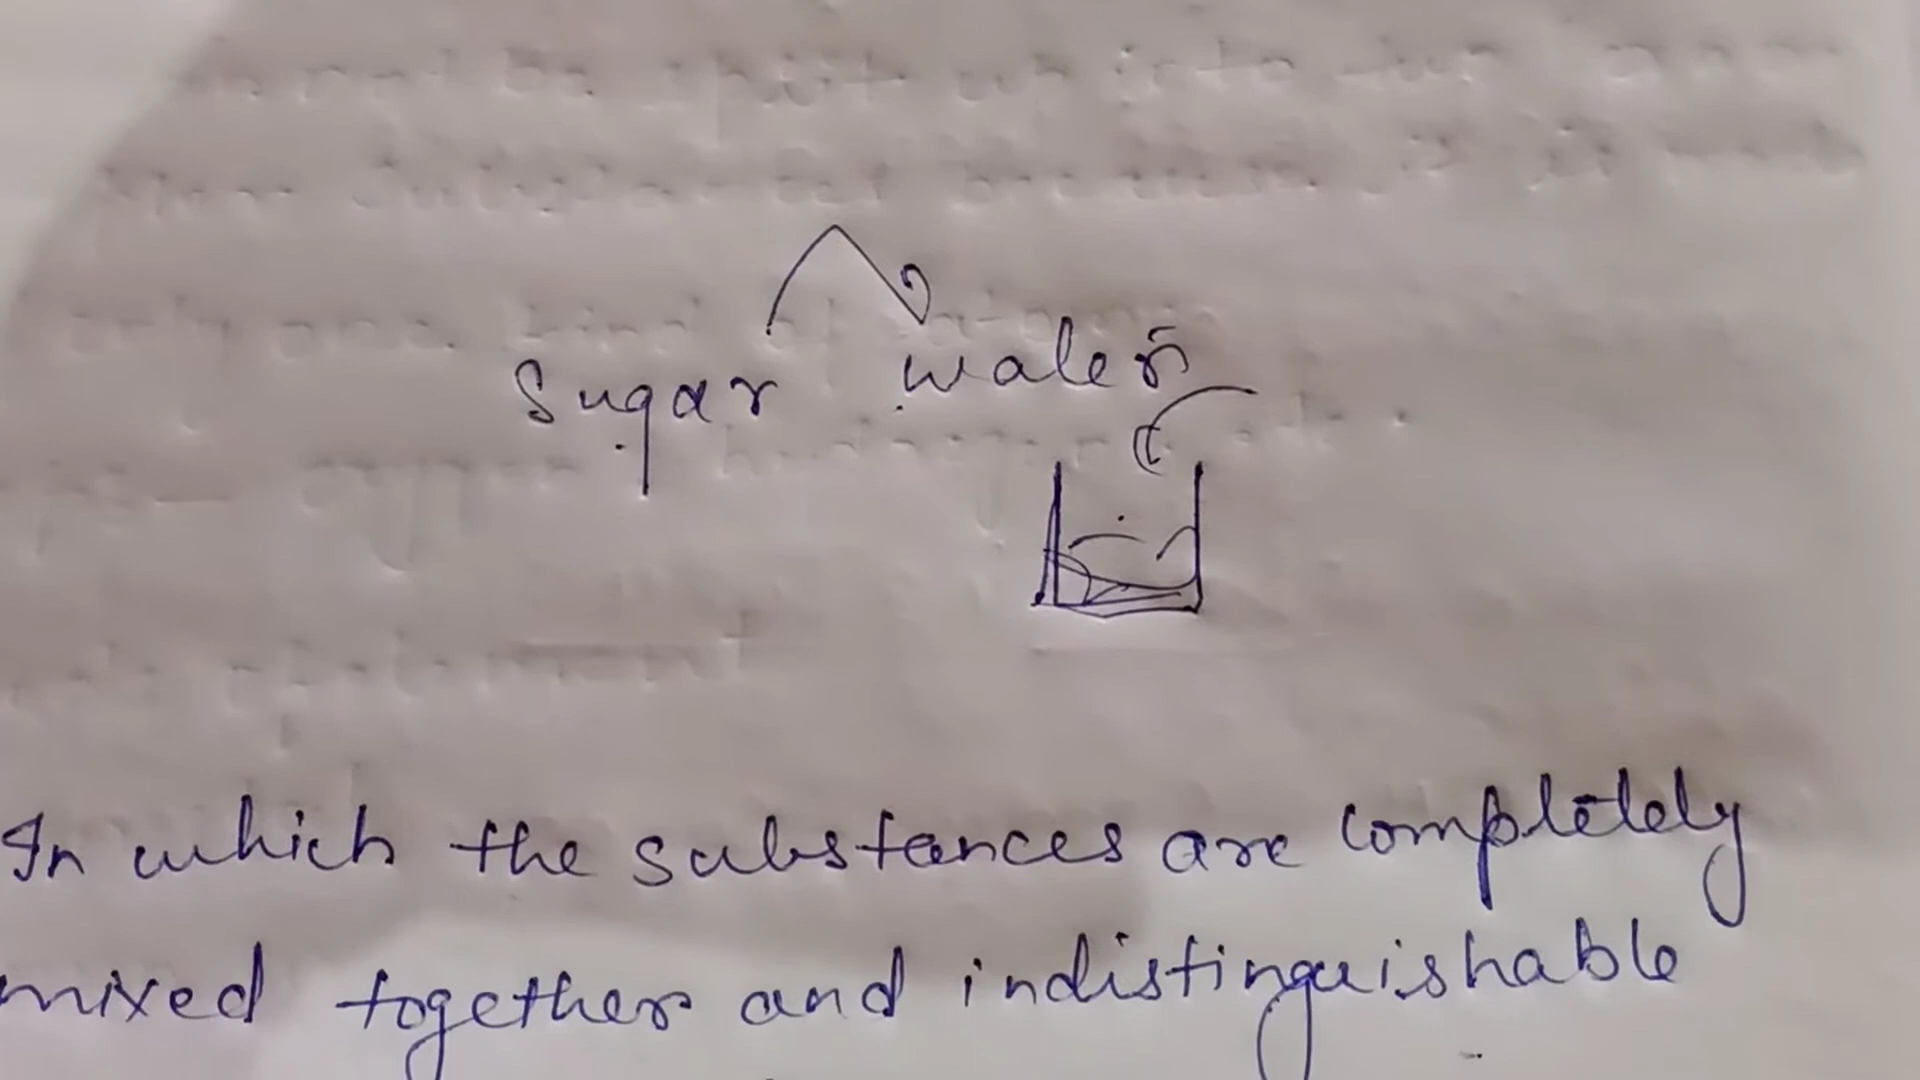 Sugar water
In which the substances are completely
mixed together and indistinguishable